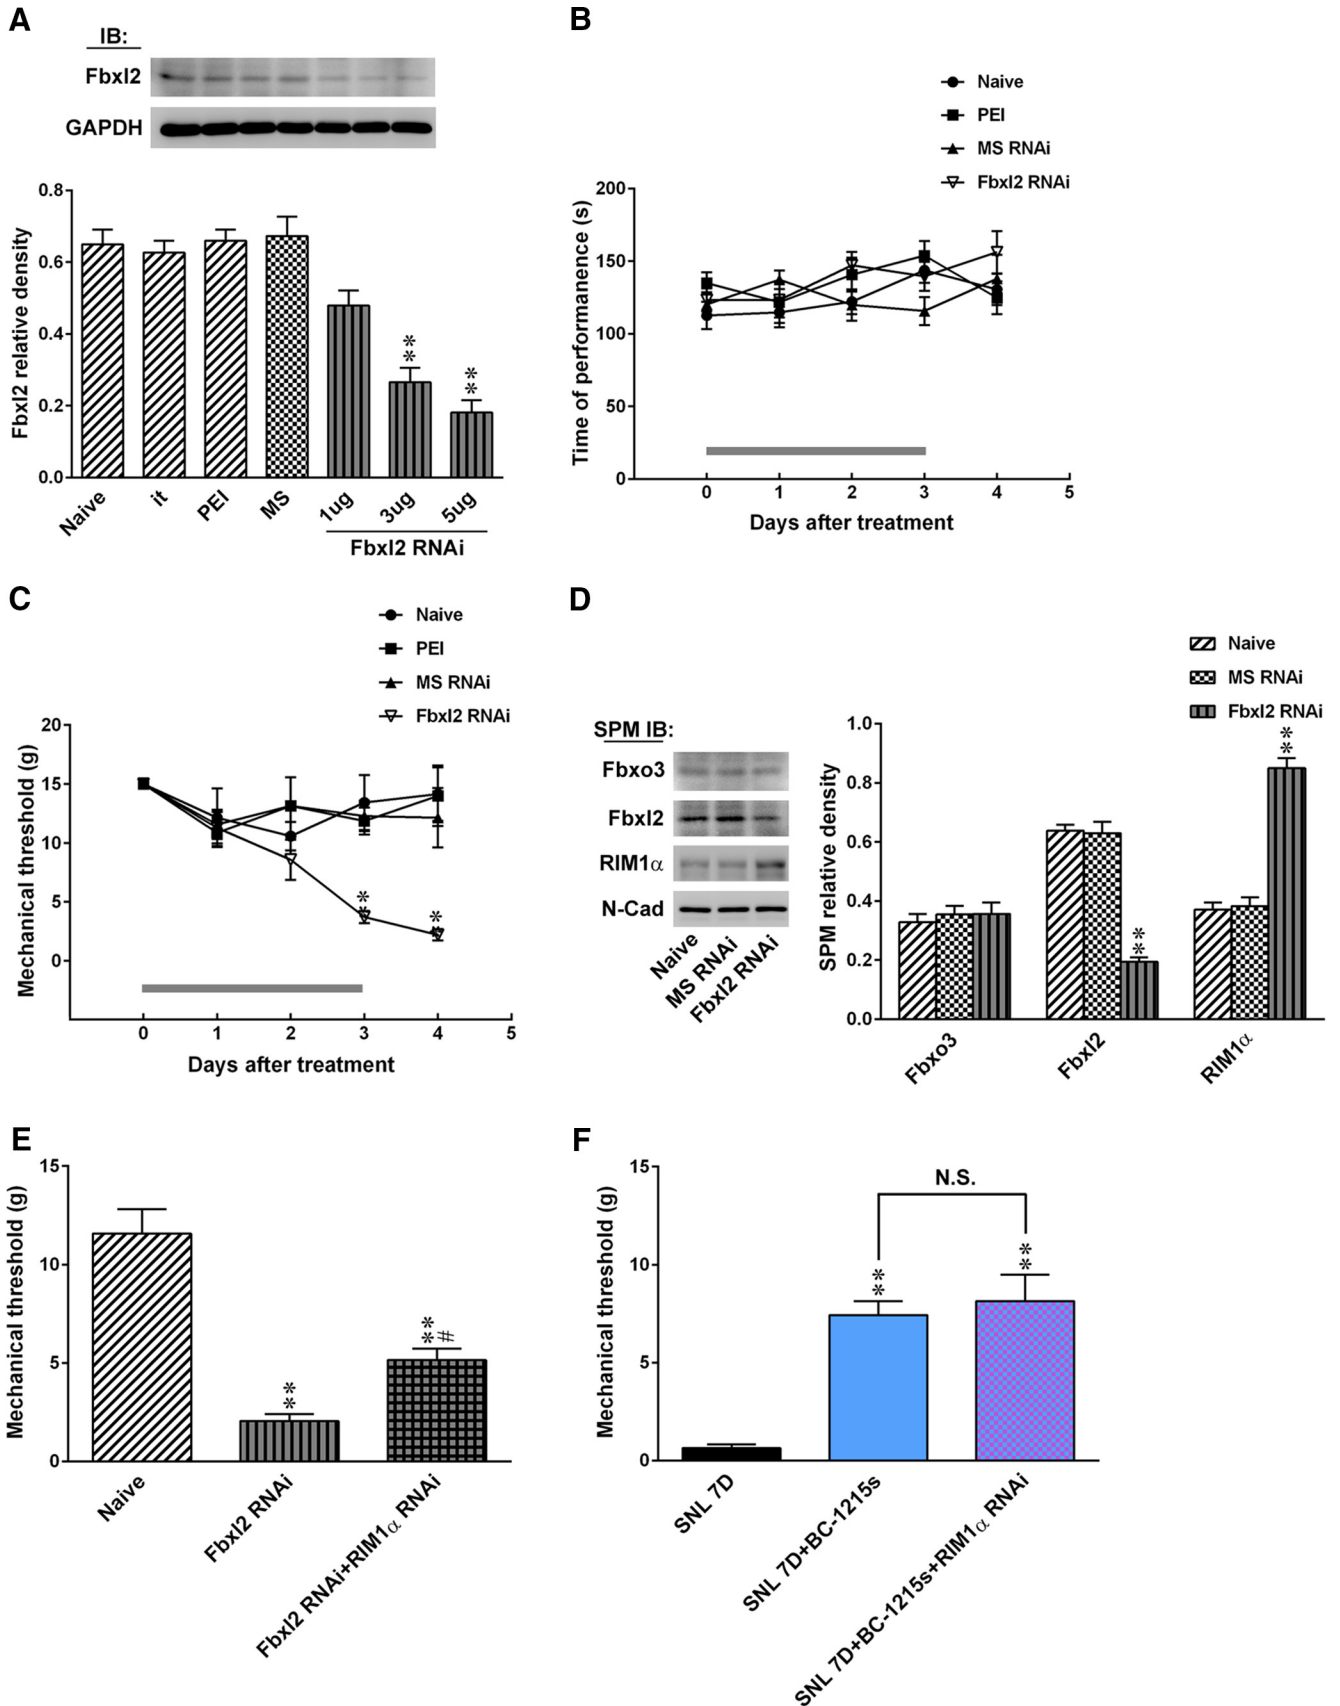 A
IB:
Fbxl2
GAPDH
Fbxl2 relative density
0.8
0.6
0.4
0.2
0.0
**
**
Naive
it
PEI
MS
1ug
3ug
5ug
Fbxl2 RNAi
B
Naive
PEI
MS RNAi
Fbxl2 RNAi
Time of performanence (s)
200
150
100
50
0
0 1 2 3 4 5
Days after treatment
C
Naive
PEI
MS RNAi
Fbxl2 RNAi
Mechanical threshold (g)
20
15
10
5
0
**
**
0 1 2 3 4 5
Days after treatment
D
SPM IB:
Fbxo3
Fbxl2
RIM1α
N-Cad
Naive
MS RNAi
Fbxl2 RNAi
Naive
MS RNAi
Fbxl2 RNAi
SPM relative density
1.0
0.8
0.6
0.4
0.2
0.0
**
**
Fbxo3
Fbxl2
RIM1α
E
Mechanical threshold (g)
15
10
5
0
**
**#
Naive
Fbxl2 RNAi
Fbxl2 RNAi+RIM1α RNAi
F
Mechanical threshold (g)
15
10
5
0
N.S.
**
**
SNL 7D
SNL 7D+BC-1215s
SNL 7D+BC-1215s+RIM1α RNAi